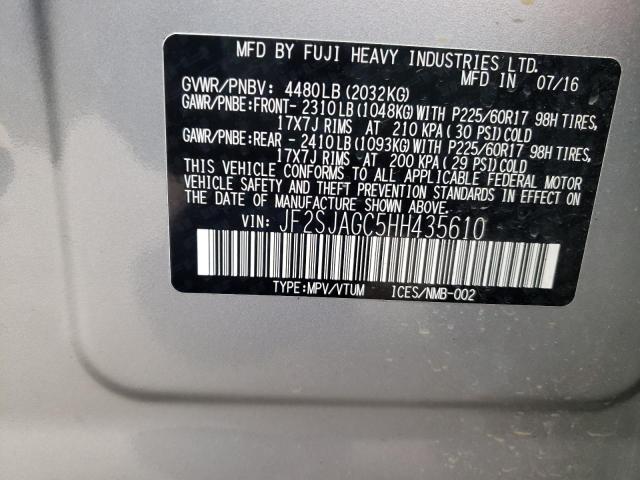 MFD BY FUJI HEAVY INDUSTRIES LTD.
MFD IN 07/16
GVWR/PNBV: 4480LB(2032KG)
GAWR/PNBE:FRONT- 2310LB(1048KG)WITH P225/60R17 98H TIRES,
17X7J RIMS AT 210 KPA(30 PSI)COLD
GAWR/PNBE:REAR - 2410LB(1093KG)WITH P225/60R17 98H TIRES,
17X7J RIMS AT 200 KPA(29 PSI)COLD
THIS VEHICLE CONFORMS TO ALL APPLICABLE FEDERAL MOTOR
VEHICLE SAFETY AND THEFT PREVENTION STANDARDS IN EFFECT ON
THE DATE OF MANUFACTURE SHOWN ABOVE.
VIN: JF2SJAGC5HH435610
TYPE:MPV/VTUM ICES/NMB-002